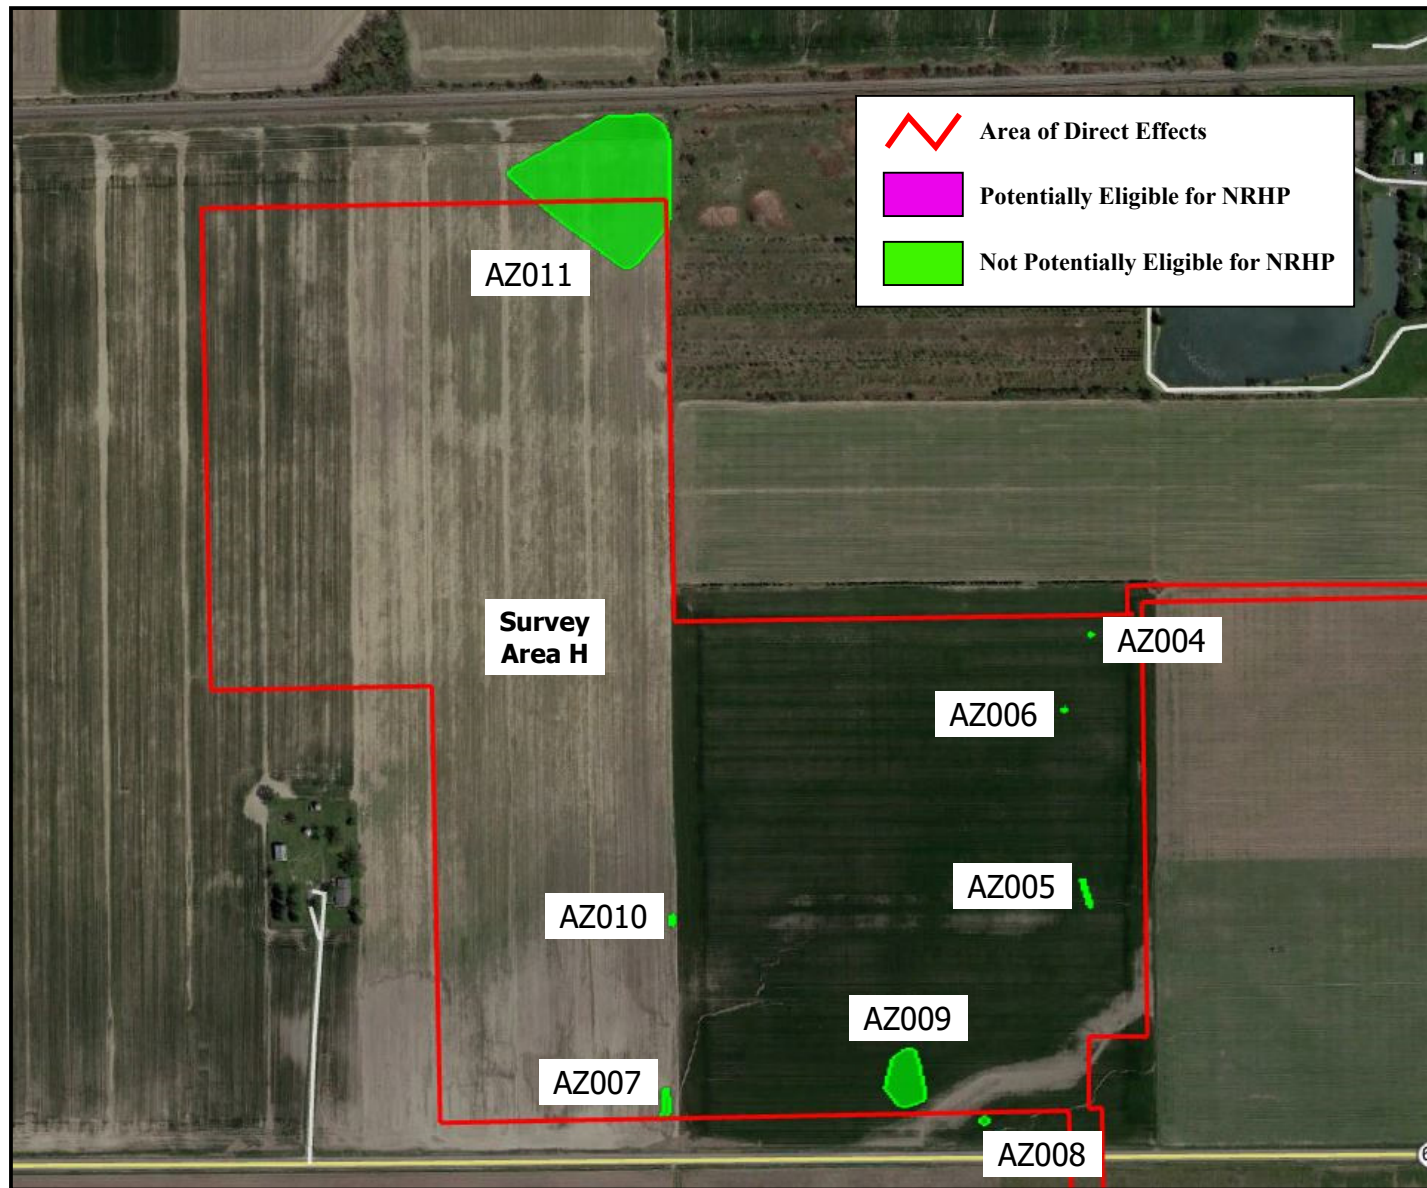 Area of Direct Effects
Potentially Eligible for NRHP
Not Potentially Eligible for NRHP
AZ011
Survey
Area H
AZ004
AZ006
AZ005
AZ010
AZ009
AZ007
AZ008
6